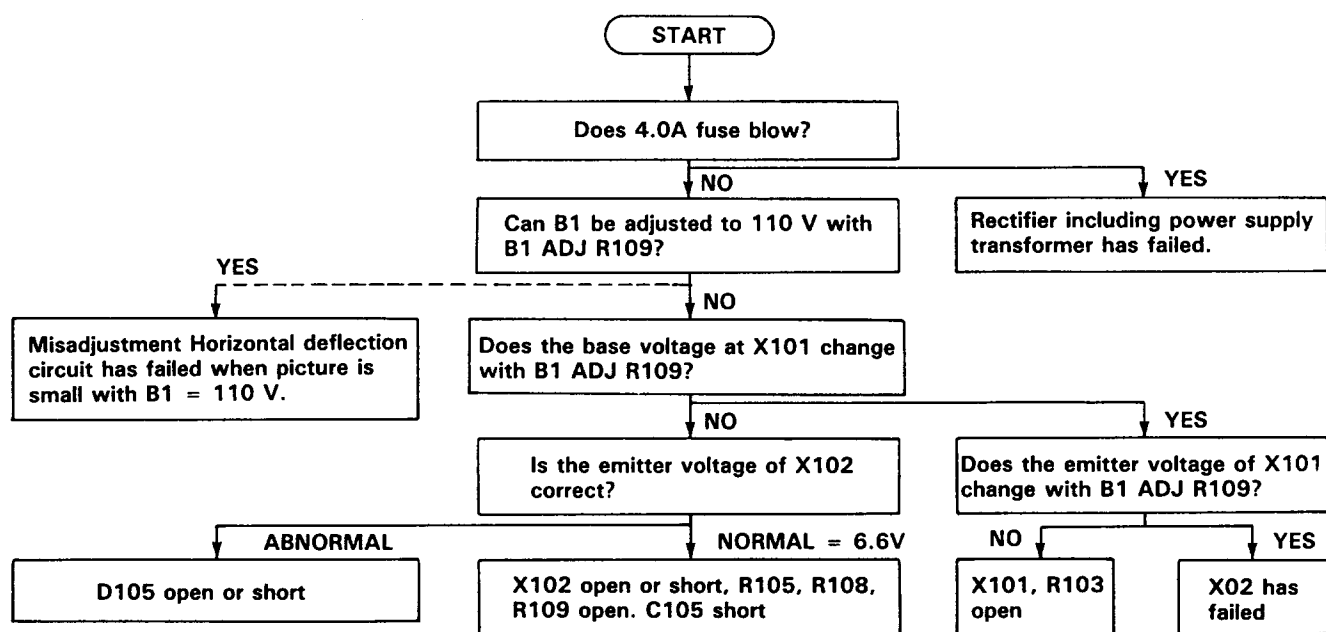 START
Does 4.0A fuse blow?
NO
YES
Can B1 be adjusted to 110 V with
B1 ADJ R109?
Rectifier including power supply
transformer has failed.
YES
NO
Misadjustment Horizontal deflection
circuit has failed when picture is
small with B1 = 110 V.
Does the base voltage at X101 change
with B1 ADJ R109?
NO
YES
Is the emitter voltage of X102
correct?
Does the emitter voltage of X101
change with B1 ADJ R109?
ABNORMAL
NORMAL = 6.6V
NO
YES
D105 open or short
X102 open or short, R105, R108,
R109 open. C105 short
X101, R103
open
X02 has
failed